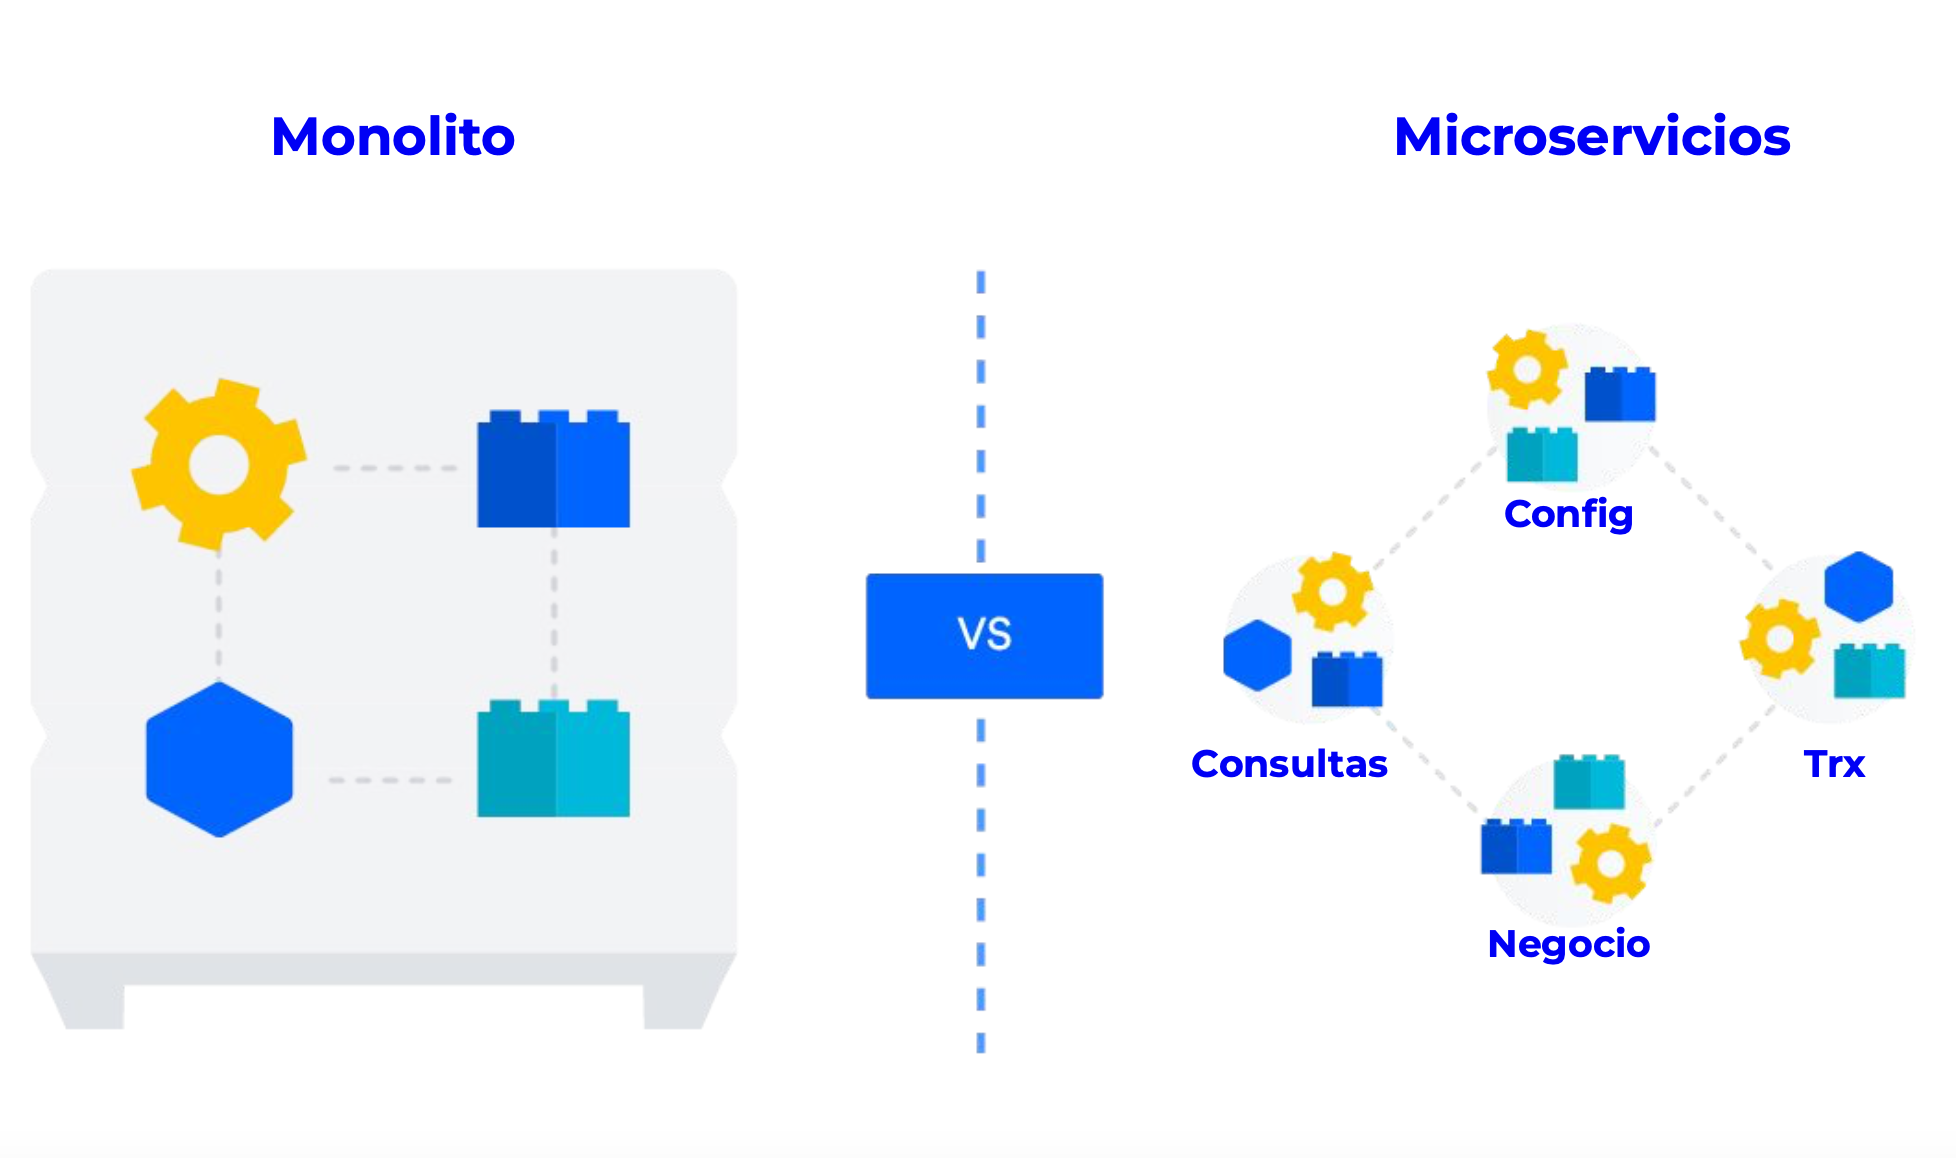 Monolito
Microservicios
VS
Config
Consultas
Trx
Negocio